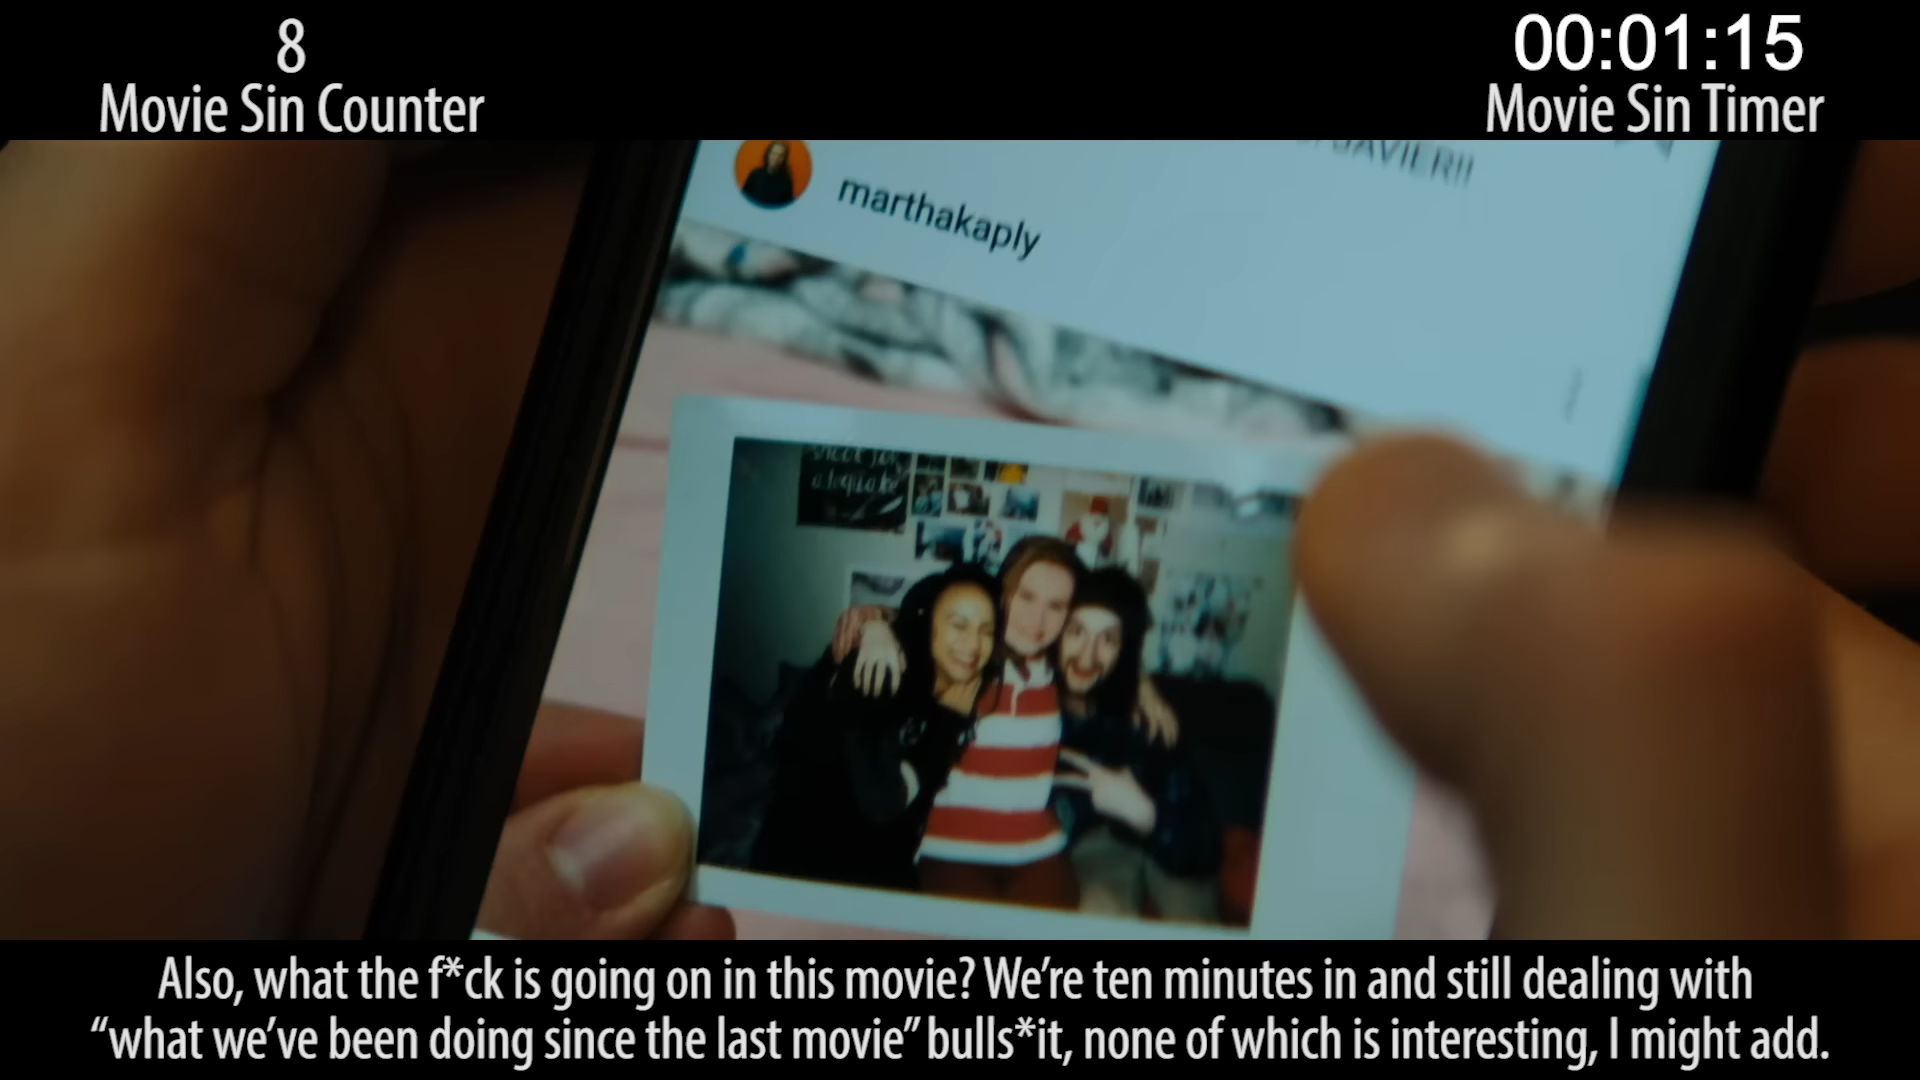 8
Movie Sin Counter
00:01:15
Movie Sin Timer
JAVIER!!
marthakaply
Also, what the f*ck is going on in this movie? We’re ten minutes in and still dealing with
“what we’ve been doing since the last movie” bulls*it, none of which is interesting, I might add.